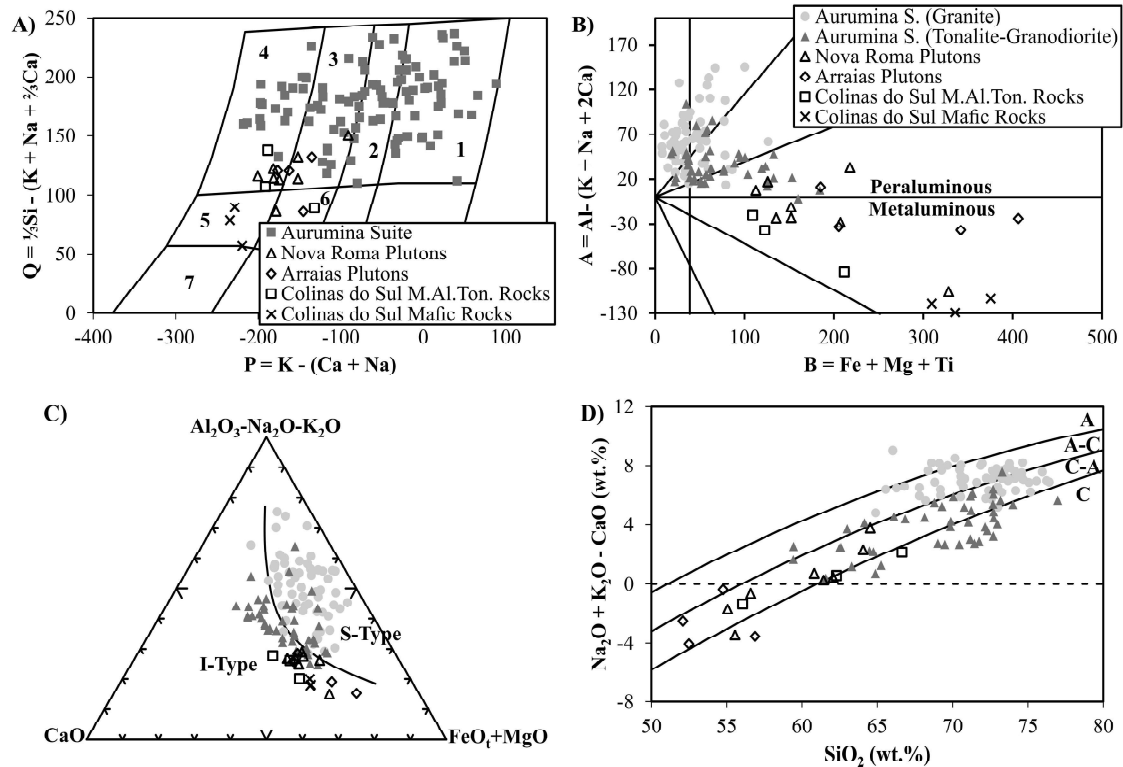 A)
250
200
150
100
50
0
-400
-300
-200
-100
0
100
Q = ⅓Si - (K + Na + ⅔Ca)
P = K - (Ca + Na)
4
3
2
1
5
6
7
Aurumina Suite
Nova Roma Plutons
Arraias Plutons
Colinas do Sul M.Al.Ton. Rocks
Colinas do Sul Mafic Rocks
B)
170
120
70
20
-30
-80
-130
0
100
200
300
400
500
A = Al- (K – Na + 2Ca)
B = Fe + Mg + Ti
Aurumina S. (Granite)
Aurumina S. (Tonalite-Granodiorite)
Nova Roma Plutons
Arraias Plutons
Colinas do Sul M.Al.Ton. Rocks
Colinas do Sul Mafic Rocks
Peraluminous
Metaluminous
C)
Al₂O₃-Na₂O-K₂O
S-Type
I-Type
CaO
FeOₜ+MgO
D)
12
8
4
0
-4
-8
50
55
60
65
70
75
80
Na₂O + K₂O - CaO (wt.%)
SiO₂ (wt.%)
A
A-C
C-A
C